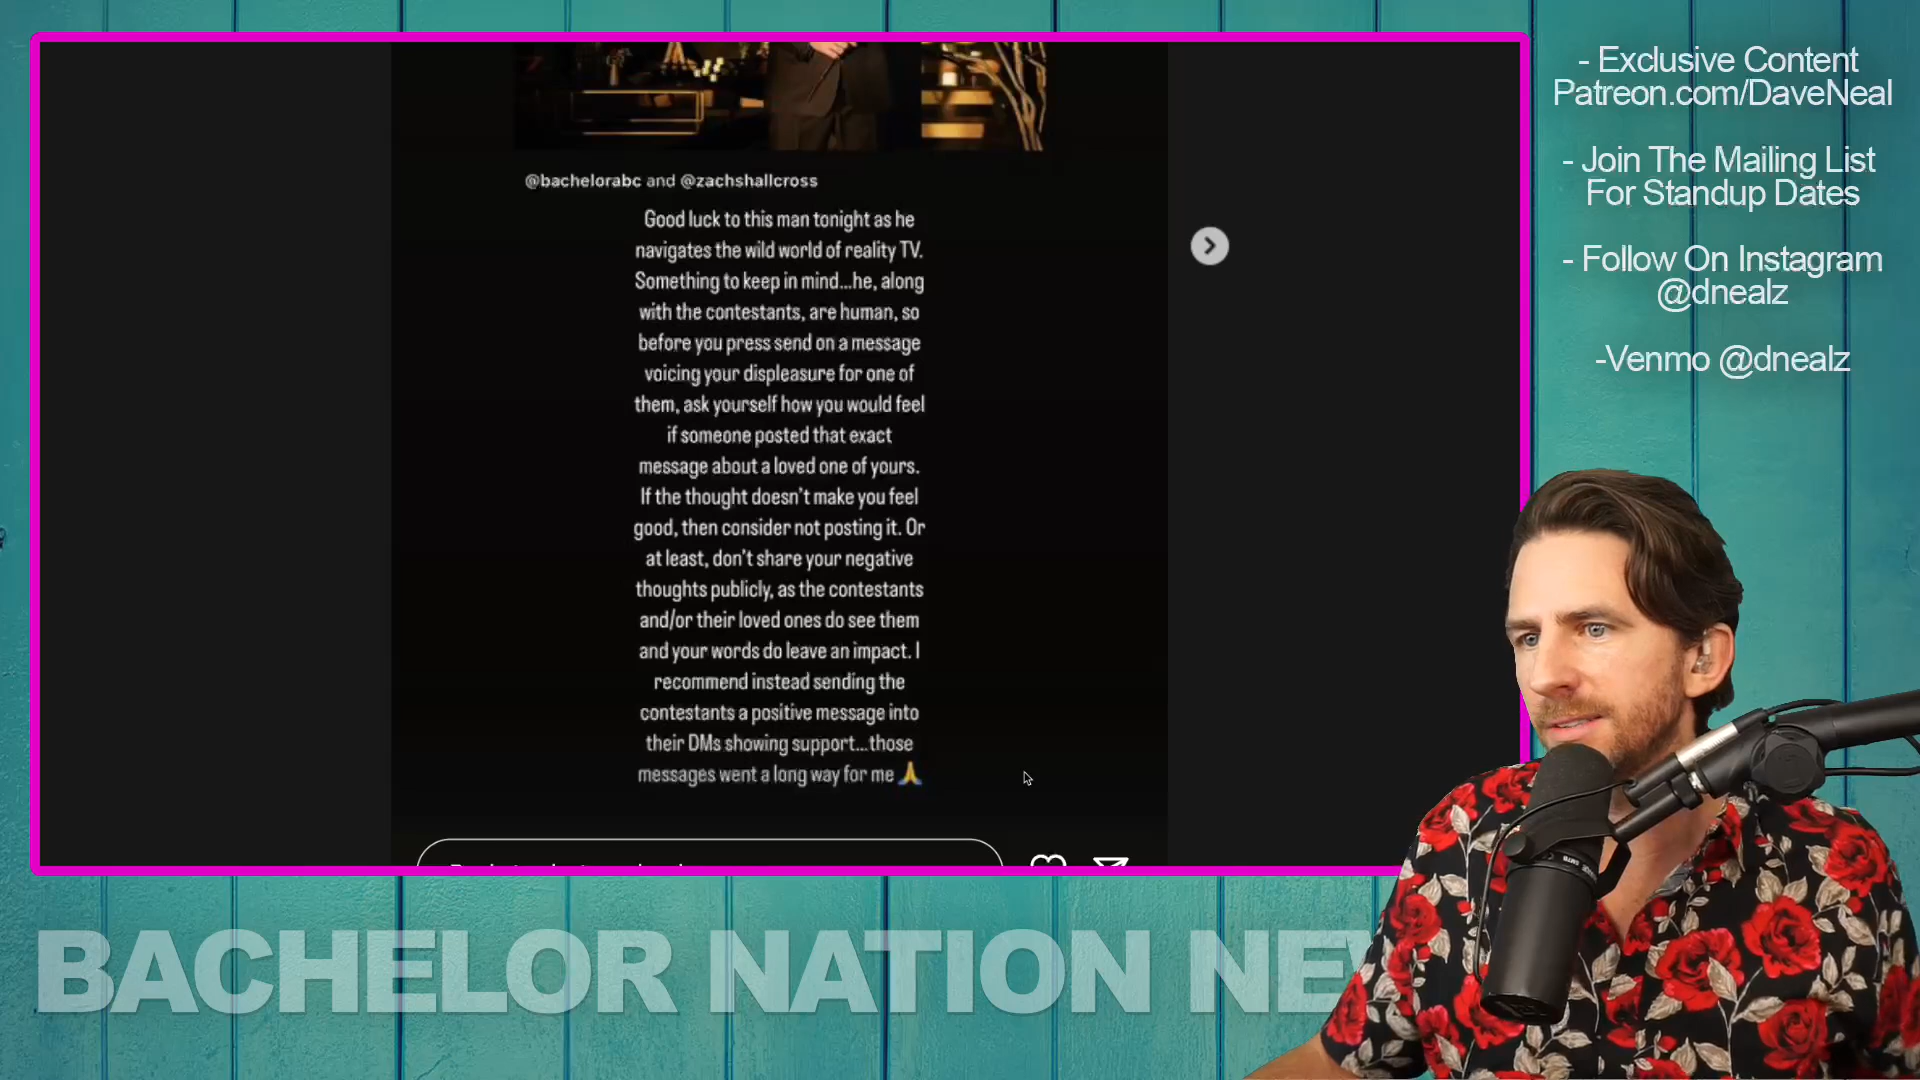 @bachelorabc and @zachshallcross
Good luck to this man tonight as he
navigates the wild world of reality TV.
Something to keep in mind...he, along
with the contestants, are human, so
before you press send on a message
voicing your displeasure for one of
them, ask yourself how you would feel
if someone posted that exact
message about a loved one of yours.
If the thought doesn't make you feel
good, then consider not posting it. Or
at least, don't share your negative
thoughts publicly, as the contestants
and/or their loved ones do see them
and your words do leave an impact. I
recommend instead sending the
contestants a positive message into
their DMs showing support...those
messages went a long way for me 🙏
- Exclusive Content
Patreon.com/DaveNeal
- Join The Mailing List
For Standup Dates
- Follow On Instagram
@dnealz
-Venmo @dnealz
BACHELOR NATION